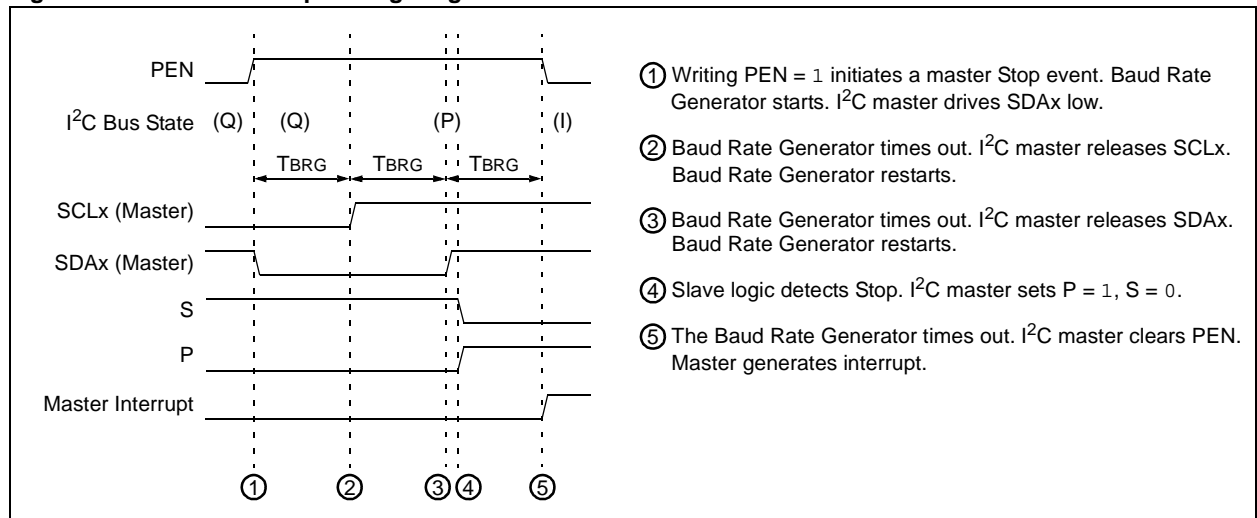 PEN
I2C Bus State (Q) (Q) (P) (I)
TBRG TBRG TBRG
SCLx (Master)
SDAx (Master)
S
P
Master Interrupt
1 2 3 4 5
1 Writing PEN = 1 initiates a master Stop event. Baud Rate
Generator starts. I2C master drives SDAx low.
2 Baud Rate Generator times out. I2C master releases SCLx.
Baud Rate Generator restarts.
3 Baud Rate Generator times out. I2C master releases SDAx.
Baud Rate Generator restarts.
4 Slave logic detects Stop. I2C master sets P = 1, S = 0.
5 The Baud Rate Generator times out. I2C master clears PEN.
Master generates interrupt.